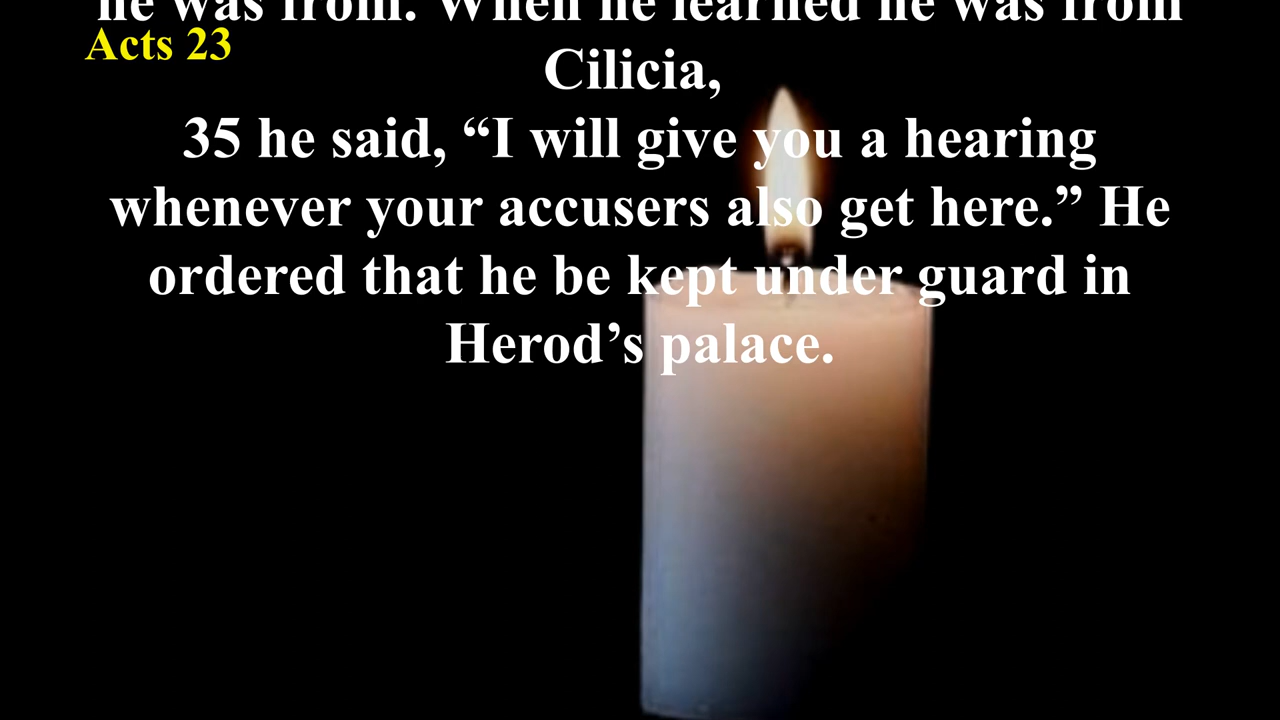 he was from. When he learned he was from
Acts 23
Cilicia,
35 he said, “I will give you a hearing
whenever your accusers also get here.” He
ordered that he be kept under guard in
Herod’s palace.